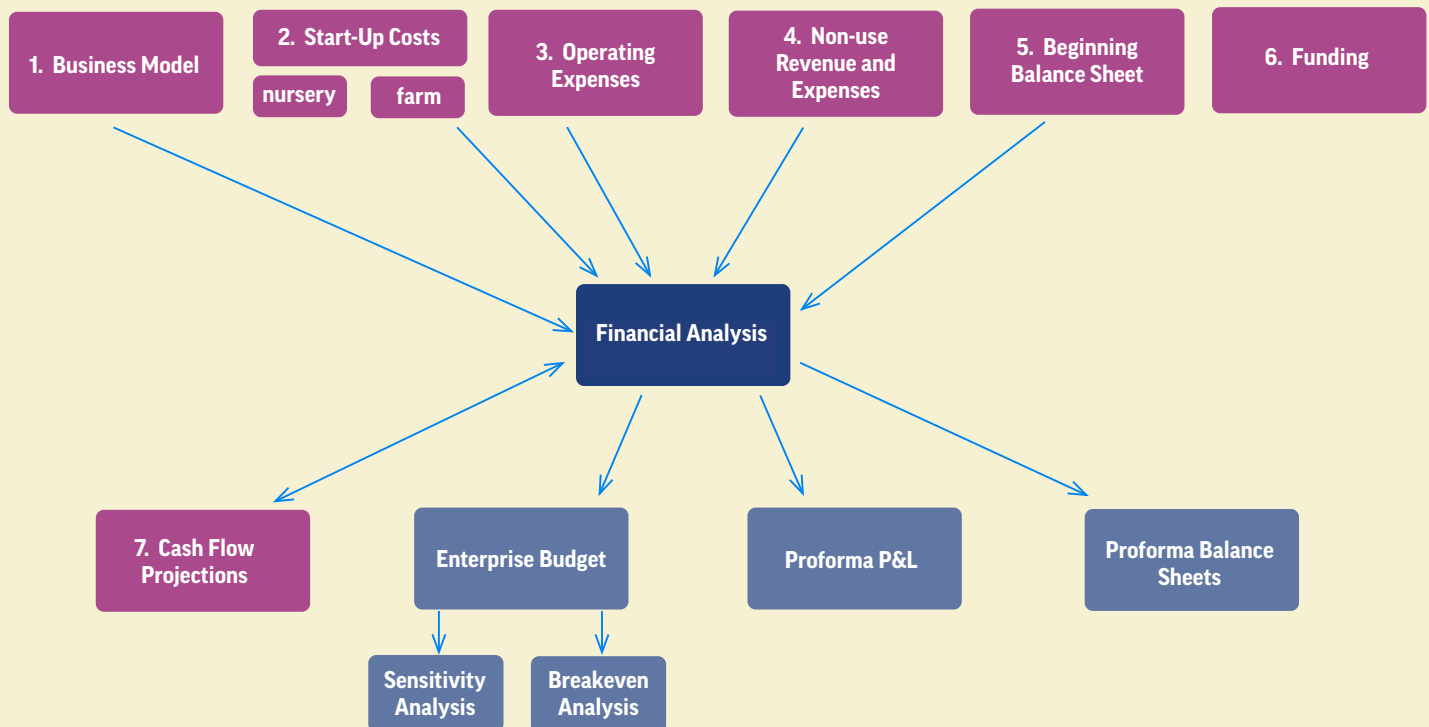 1. Business Model
2. Start-Up Costs
nursery
farm
3. Operating
Expenses
4. Non-use
Revenue and
Expenses
5. Beginning
Balance Sheet
6. Funding
Financial Analysis
7. Cash Flow
Projections
Enterprise Budget
Proforma P&L
Proforma Balance
Sheets
Sensitivity
Analysis
Breakeven
Analysis